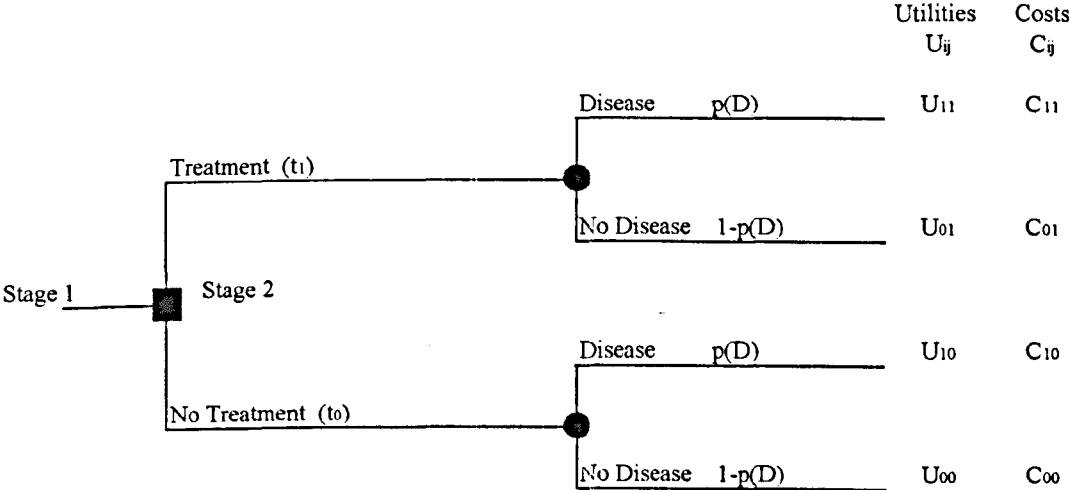 Utilities Costs
Uij Cij
Disease p(D) U11 C11
Treatment (t1)
No Disease 1-p(D) U01 C01
Stage 1 Stage 2
Disease p(D) U10 C10
No Treatment (t0)
No Disease 1-p(D) U00 C00